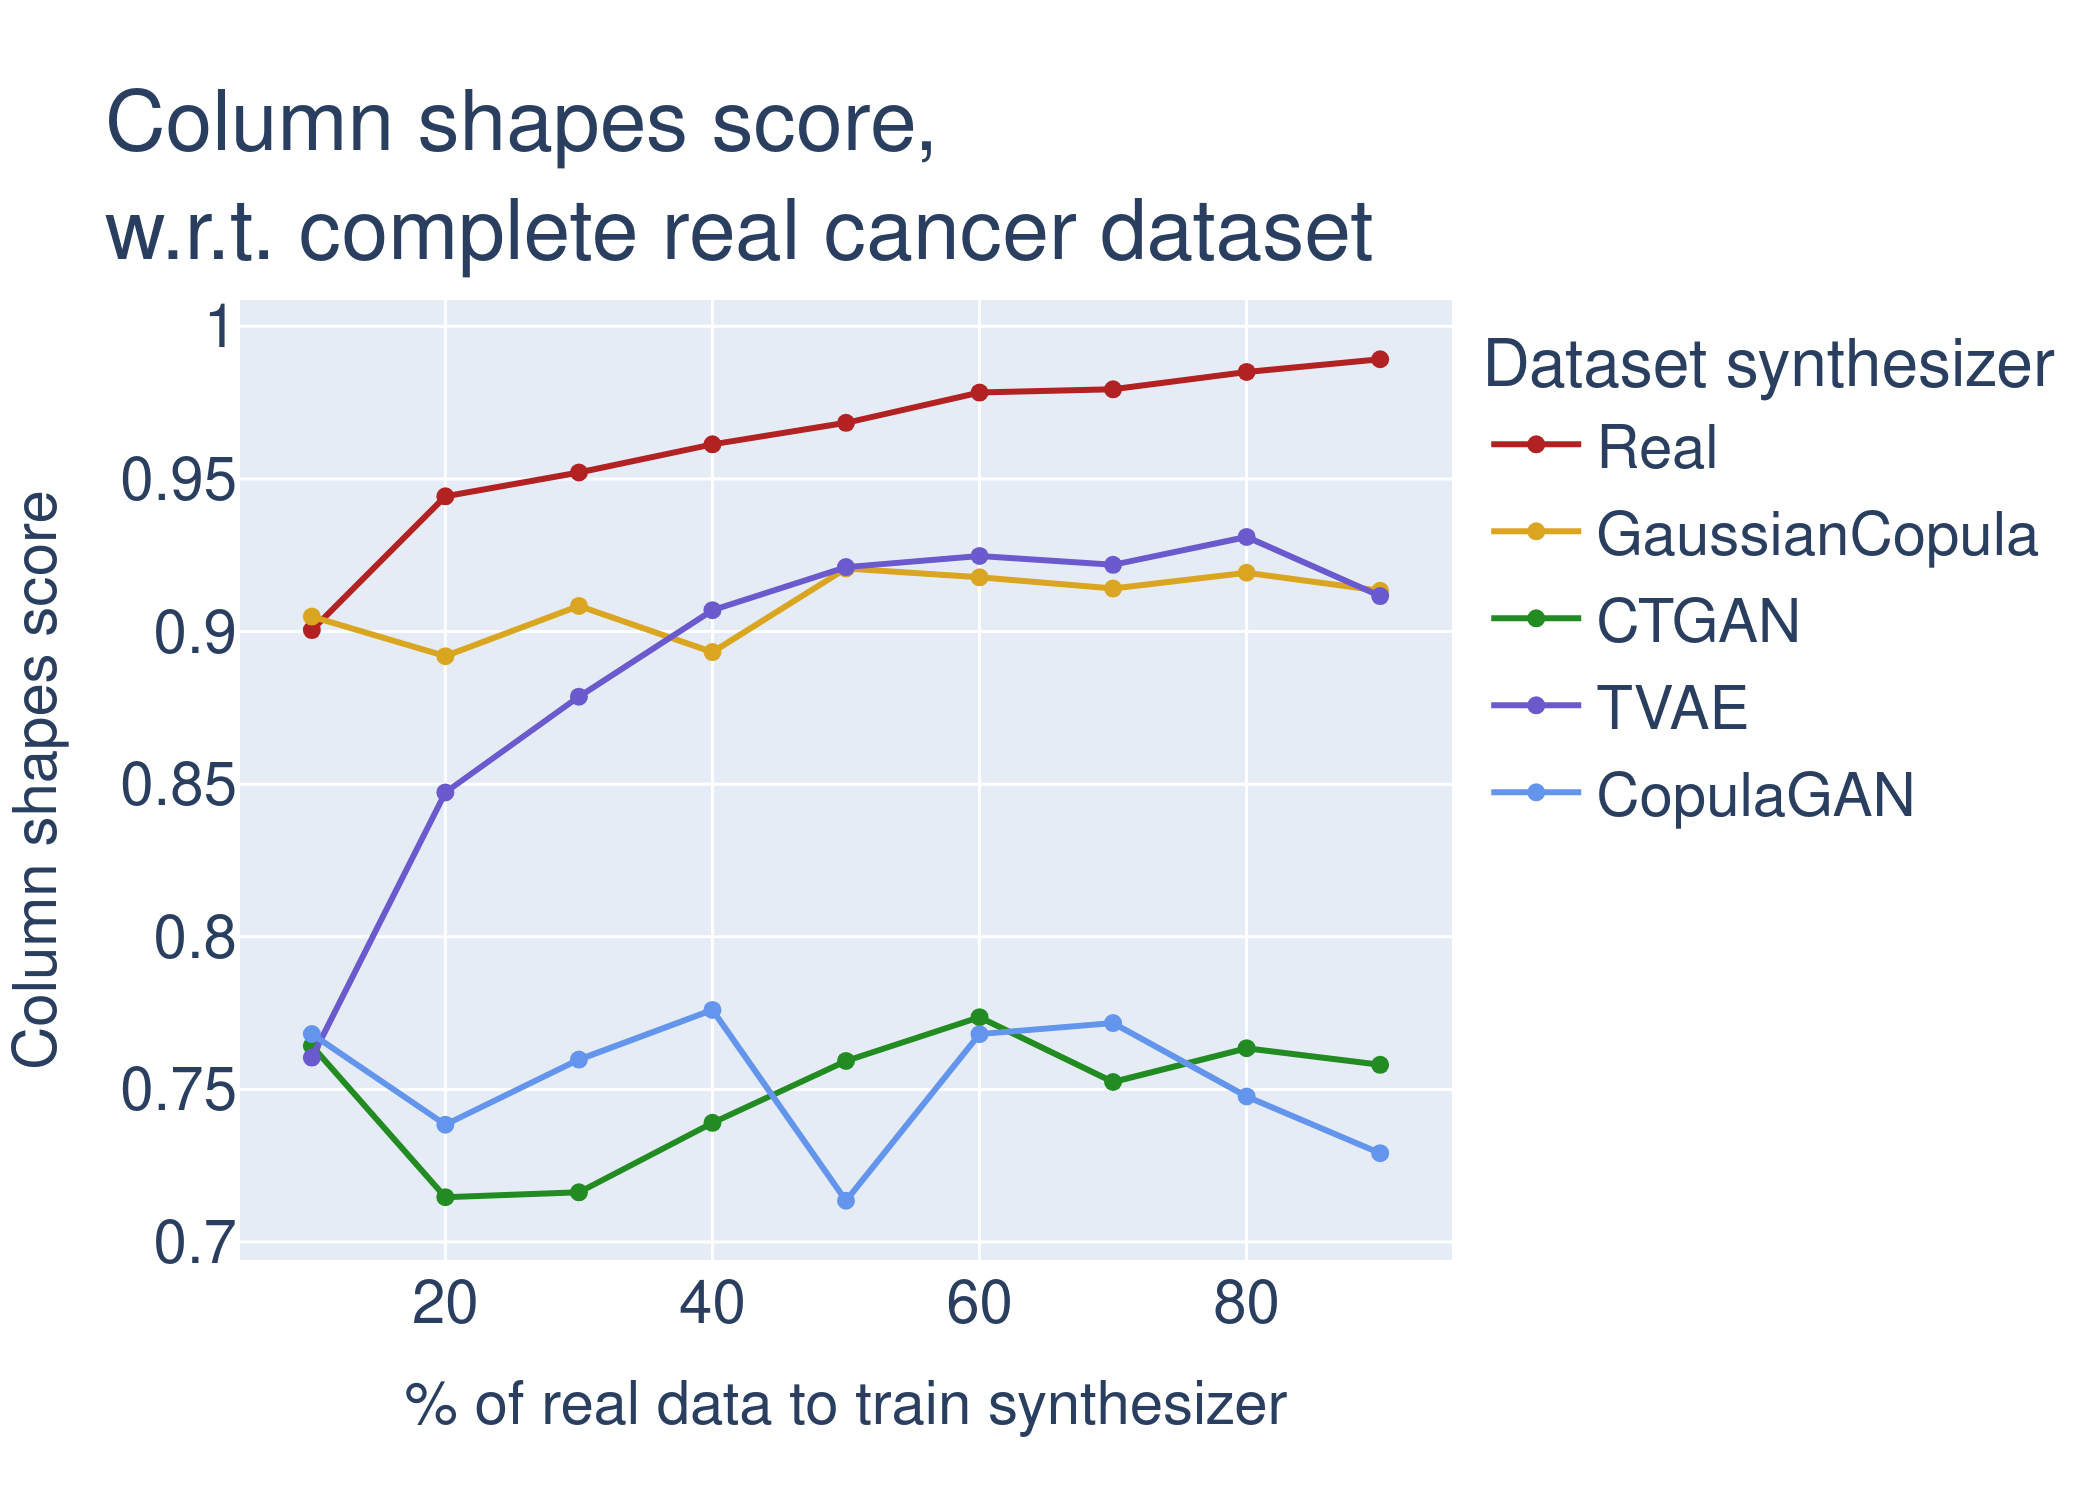 Column shapes score,
w.r.t. complete real cancer dataset
Column shapes score
1
0.95
0.9
0.85
0.8
0.75
0.7
20 40 60 80
% of real data to train synthesizer
Dataset synthesizer
Real
GaussianCopula
CTGAN
TVAE
CopulaGAN